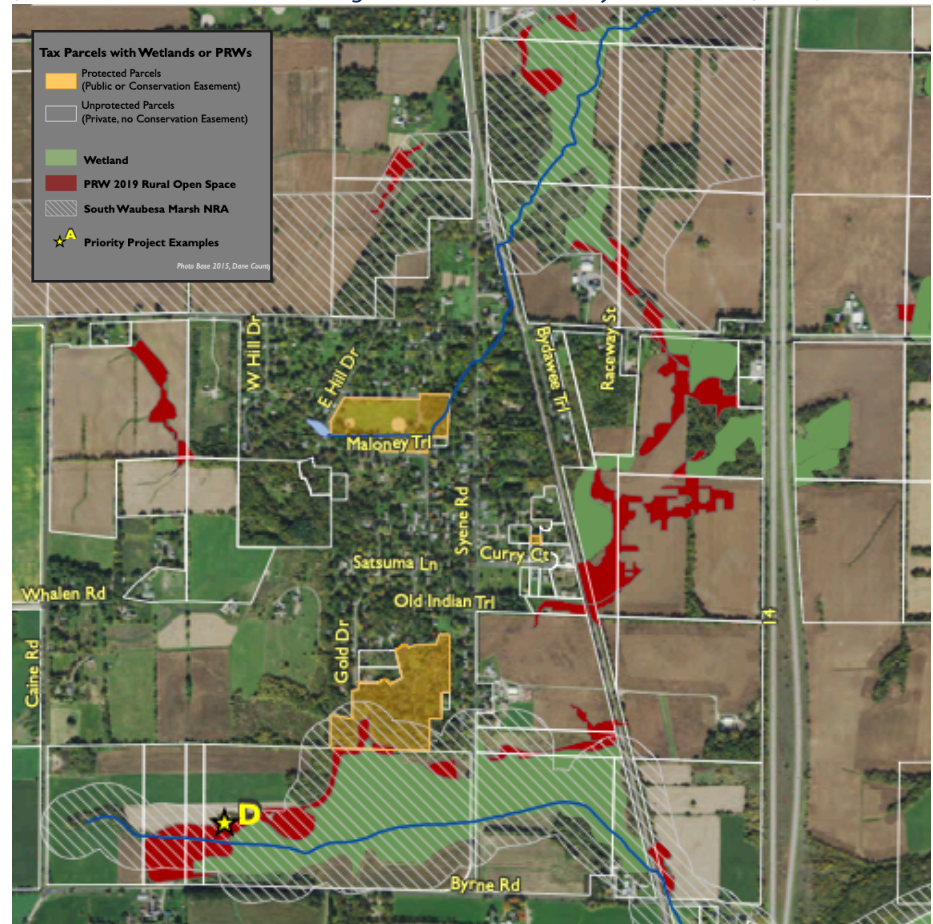 Tax Parcels with Wetlands or PRWs
Protected Parcels
(Public or Conservation Easement)
Unprotected Parcels
(Private, no Conservation Easement)
Wetland
PRW 2019 Rural Open Space
South Waubesa Marsh NRA
A
Priority Project Examples
Photo Base 2015, Dane County
W Hill Dr
E Hill Dr
Bydawee Trl
Raceway St
Maloney Trl
Syene Rd
Curry Ct
Satsuma Ln
Whalen Rd
Old Indian Trl
14
Caine Rd
Gold Dr
D
Byrne Rd